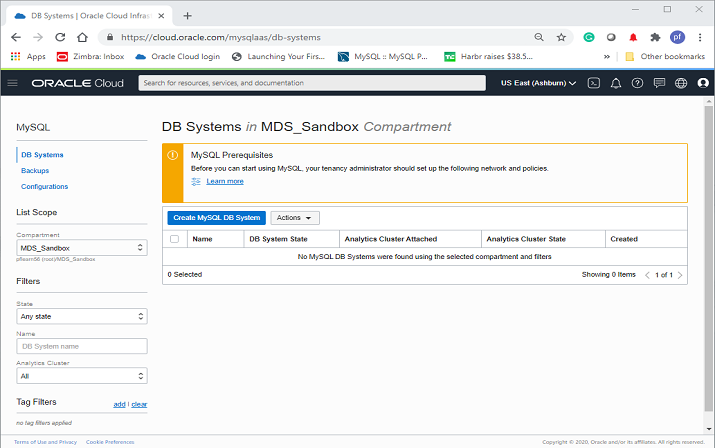 DB Systems | Oracle Cloud Infras
https://cloud.oracle.com/mysqlaas/db-systems
pf
Apps Zimbra: Inbox Oracle Cloud login Launching Your Firs... MySQL :: MySQL P... Harbr raises $38.5... » Other bookmarks
ORACLE Cloud
Search for resources, services, and documentation
US East (Ashburn)
MySQL
DB Systems
Backups
Configurations
List Scope
Compartment
MDS_Sandbox
(root)/MDS_Sandbox
Filters
State
Any state
Name
DB System name
Analytics Cluster
All
Tag Filters add | clear
no tag filters applied
DB Systems in MDS_Sandbox Compartment
MySQL Prerequisites
Before you can start using MySQL, your tenancy administrator should set up the following network and policies.
Learn more
Create MySQL DB System Actions
Name DB System State Analytics Cluster Attached Analytics Cluster State Created
No MySQL DB Systems were found using the selected compartment and filters
0 Selected Showing 0 Items < 1 of 1 >
Terms of Use and Privacy Cookie Preferences Copyright © 2020, Oracle and/or its affiliates. All rights reserved.